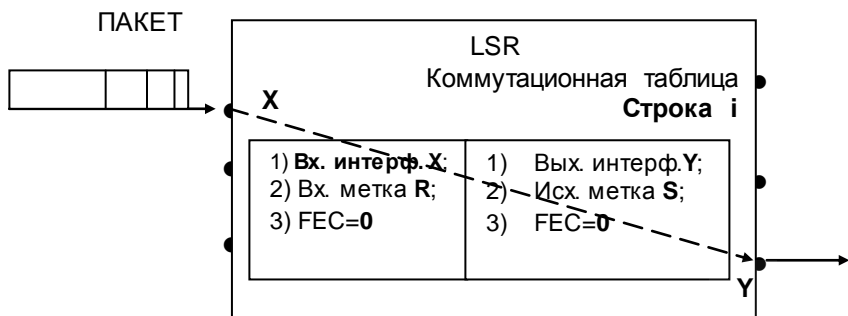 ПАКЕТ
LSR
Коммутационная таблица
Строка i
X
1) Вх. интерф. X;
2) Вх. метка R;
3) FEC=0
1) Вых. интерф.Y;
2) Исх. метка S;
3) FEC=0
Y